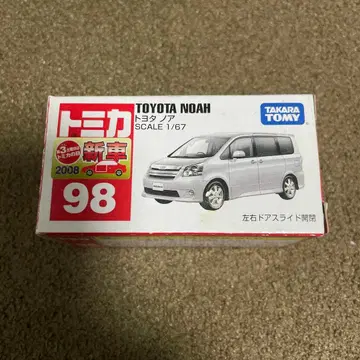 トミカ
TOYOTA NOAH
トヨタ ノア
SCALE 1/67
TAKARA
TOMY
新車
2008
98
左右ドアスライド開閉